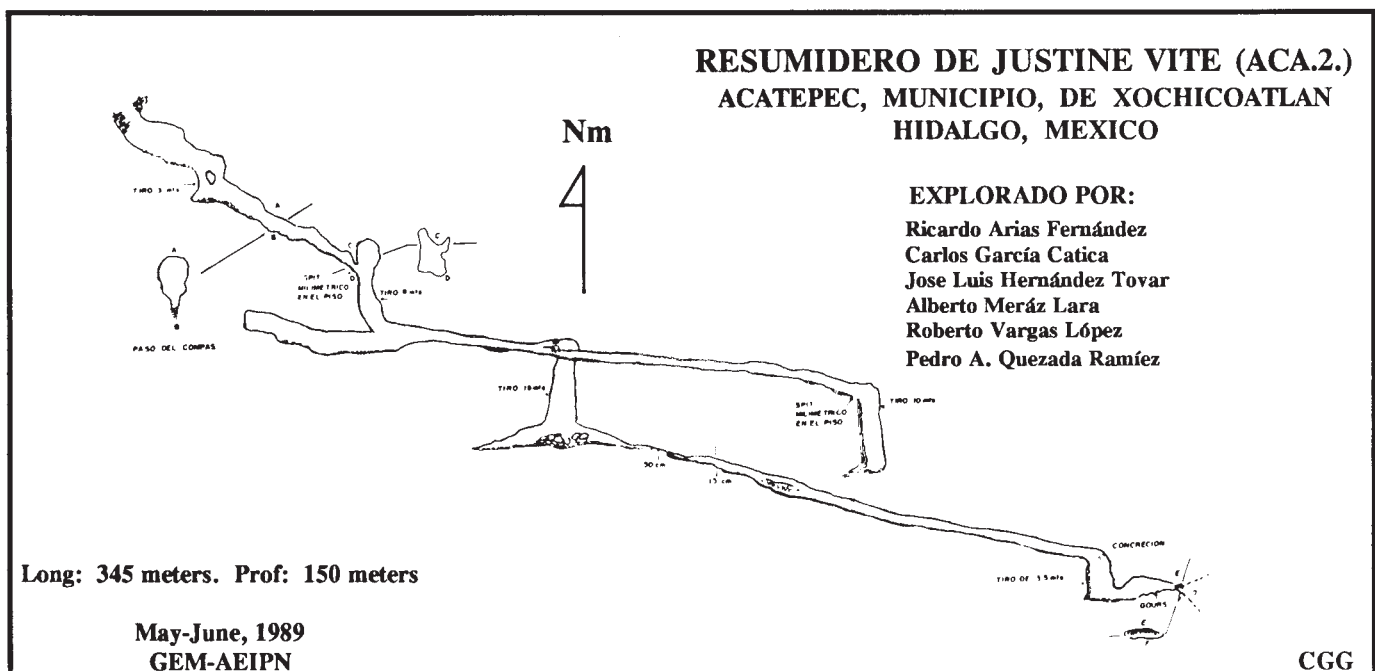 RESUMIDERO DE JUSTINE VITE (ACA.2.)
ACATEPEC, MUNICIPIO, DE XOCHICOATLAN
HIDALGO, MEXICO
Nm
EXPLORADO POR:
Ricardo Arias Fernández
Carlos García Catica
Jose Luis Hernández Tovar
Alberto Meráz Lara
Roberto Vargas López
Pedro A. Quezada Ramíez
TIRO 5 mts
A
B
A
B
PASO DEL COMPAS
C
D
C
D
SPIT
MILIMETRICO
EN EL PISO
TIRO 8 mts
TIRO 18 mts
SPIT
MILIMÉTRICO
EN EL PISO
TIRO 10 mts
50 cm
15 cm
CONCRECION
TIRO DE 5.5 mts
GOURS
E
?
E
F
Long: 345 meters. Prof: 150 meters
May-June, 1989
GEM-AEIPN
CGG